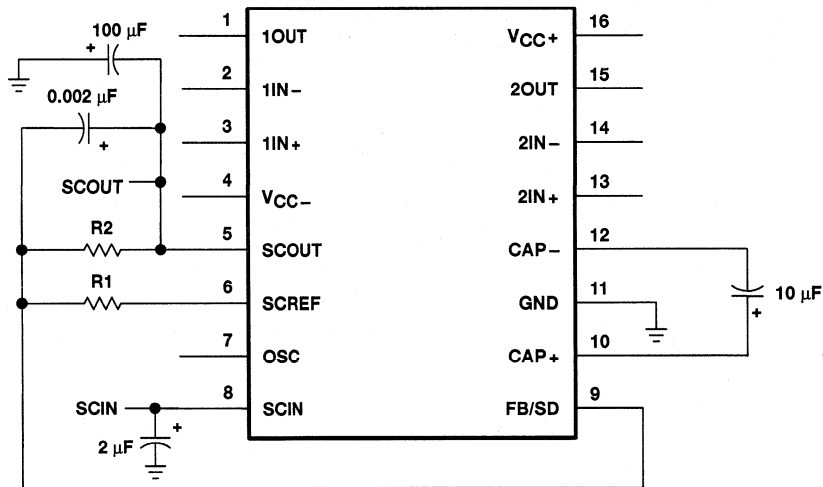 100 µF
0.002 µF
SCOUT
R2
R1
SCIN
2 µF
1 1OUT
2 1IN−
3 1IN+
4 VCC−
5 SCOUT
6 SCREF
7 OSC
8 SCIN
VCC+ 16
2OUT 15
2IN− 14
2IN+ 13
CAP− 12
GND 11
CAP+ 10
FB/SD 9
10 µF
+
+
+
+